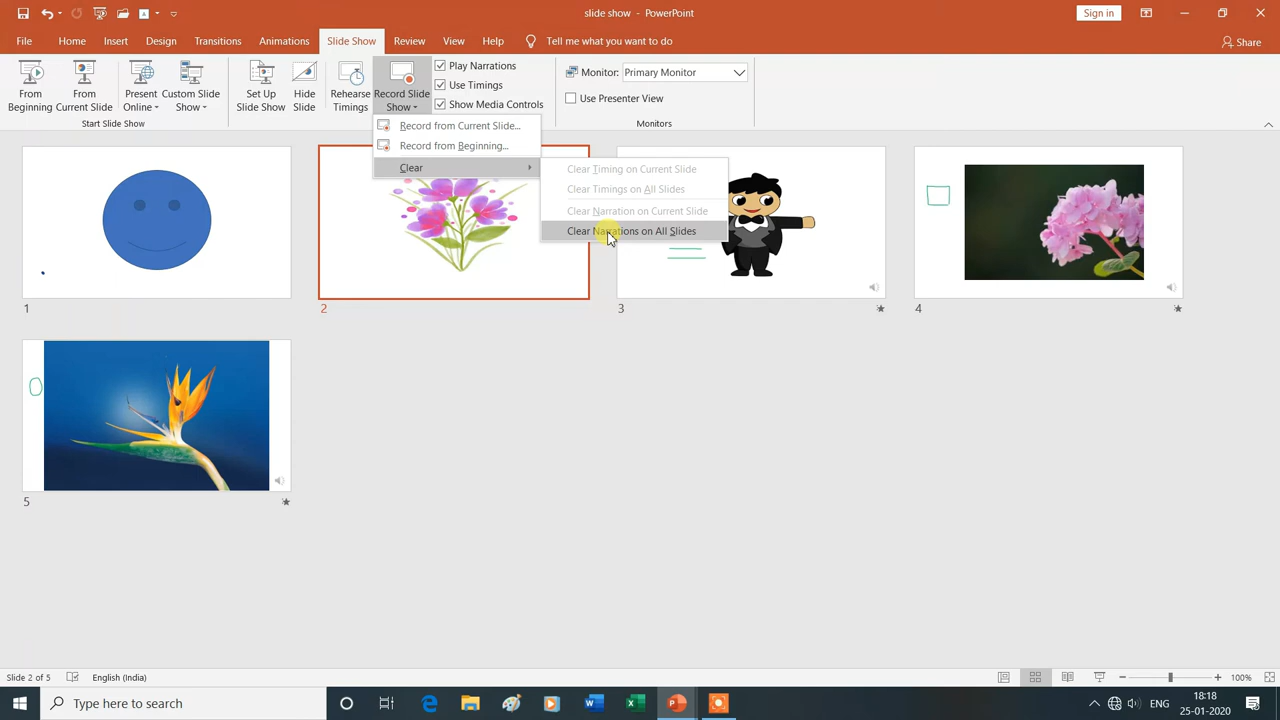 slide show - PowerPoint
Sign in
File Home Insert Design Transitions Animations Slide Show Review View Help Tell me what you want to do
Share
From Beginning
From Current Slide
Present Online
Custom Slide Show
Start Slide Show
Set Up Slide Show
Hide Slide
Rehearse Timings
Record Slide Show
Play Narrations
Use Timings
Show Media Controls
Monitor: Primary Monitor
Use Presenter View
Monitors
Record from Current Slide...
Record from Beginning...
Clear
Clear Timing on Current Slide
Clear Timings on All Slides
Clear Narration on Current Slide
Clear Narrations on All Slides
1
2
3
4
5
Slide 2 of 5
English (India)
100%
Type here to search
ENG
18:18
25-01-2020